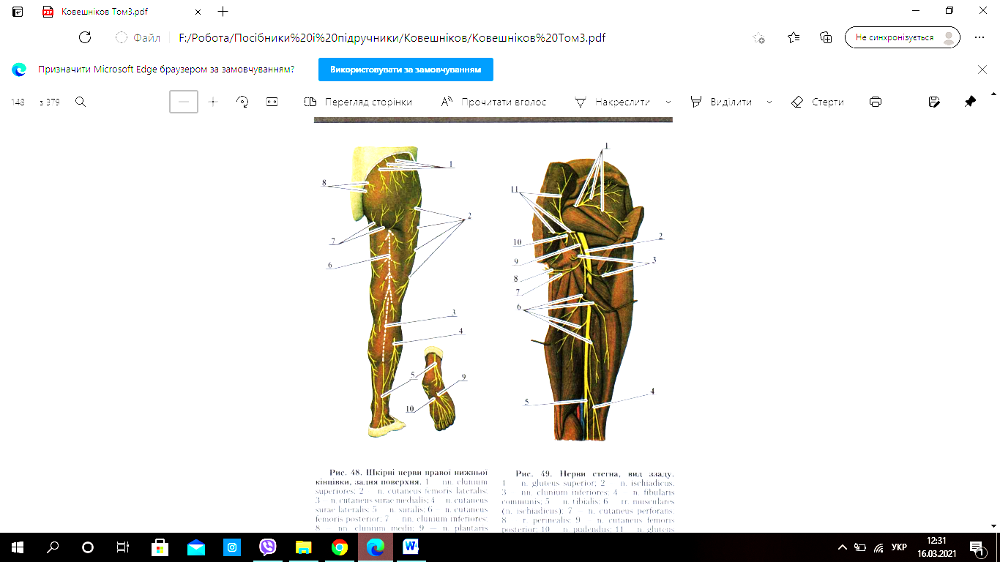 Ковешніков Том3.pdf
Файл
F:/Робота/Посібники%20і%20підручники/Ковешніков/Ковешніков%20Том3.pdf
Не синхронізується
Призначити Microsoft Edge браузером за замовчуванням?
Використовувати за замовчуванням
148 з 379
Перегляд сторінки
Прочитати вголос
Накреслити
Виділити
Стерти
1
8
2
7
6
3
4
5
9
10
1
11
10
2
9
3
8
7
6
5
4
Рис. 48. Шкірні нерви правої нижньої
кінцівки, задня поверхня. 1 — nn. clunium
superiores; 2 — n. cutaneus femoris lateralis;
3 — n. cutaneus surae medialis; 4 — n. cutaneus
surae lateralis; 5 — n. suralis; 6 — n. cutaneus
femoris posterior; 7 — nn. clunium inferiores;
8 — nn. clunium medii; 9 — n. plantaris
Рис. 49. Нерви стегна, вид ззаду.
1 — n. gluteus superior; 2 — n. ischiadicus;
3 — nn. clunium inferiores; 4 — n. fibularis
communis; 5 — n. tibialis; 6 — rr. musculares
(n. ischiadicus); 7 — n. cutaneus perforans;
8 — r. perinealis; 9 — n. cutaneus femoris
posterior; 10 — n. pudendus; 11 — n. gluteus
УКР
12:31
16.03.2021
1